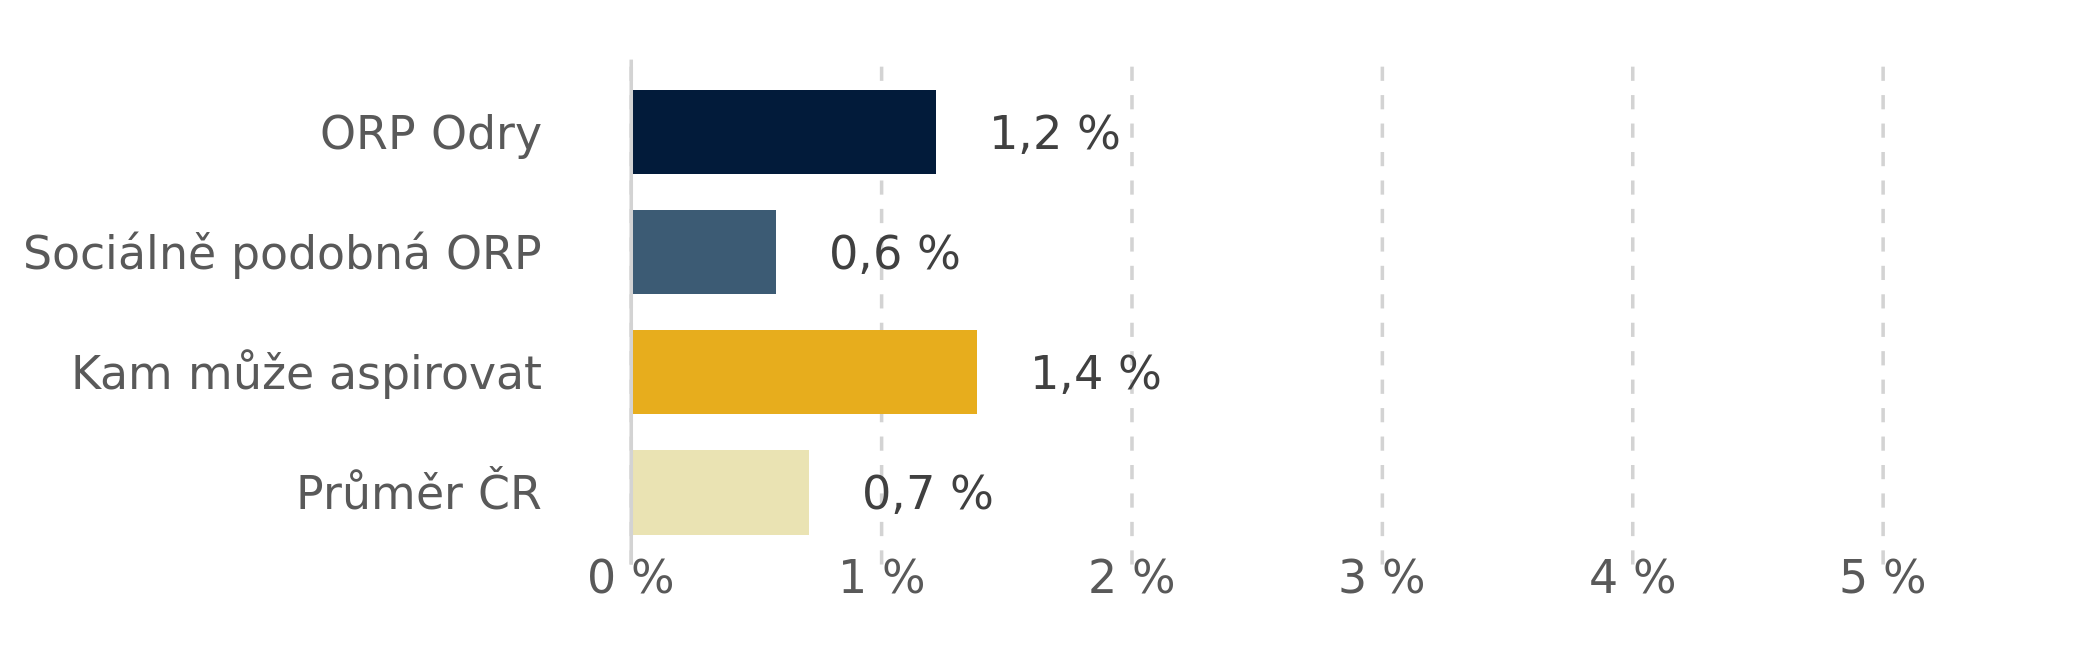 ORP Odry 1,2 %
Sociálně podobná ORP 0,6 %
Kam může aspirovat 1,4 %
Průměr ČR 0,7 %
0 % 1 % 2 % 3 % 4 % 5 %